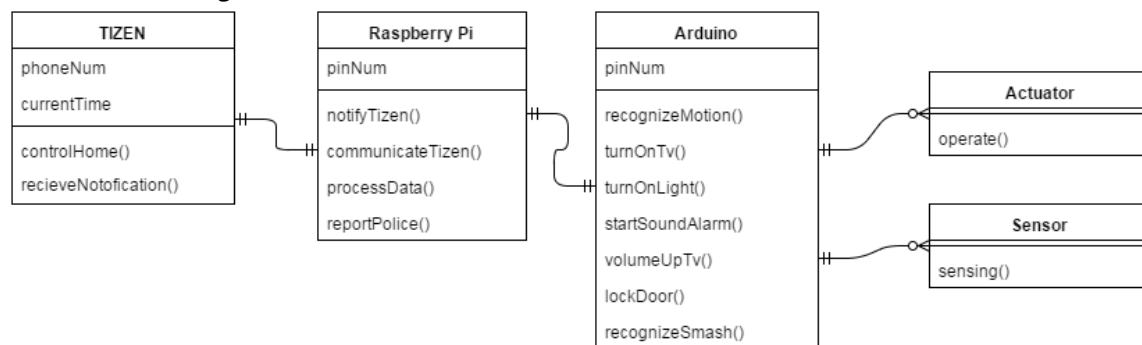 TIZEN
phoneNum
currentTime
controlHome()
recieveNotofication()
Raspberry Pi
pinNum
notifyTizen()
communicateTizen()
processData()
reportPolice()
Arduino
pinNum
recognizeMotion()
turnOnTv()
turnOnLight()
startSoundAlarm()
volumeUpTv()
lockDoor()
recognizeSmash()
Actuator
operate()
Sensor
sensing()